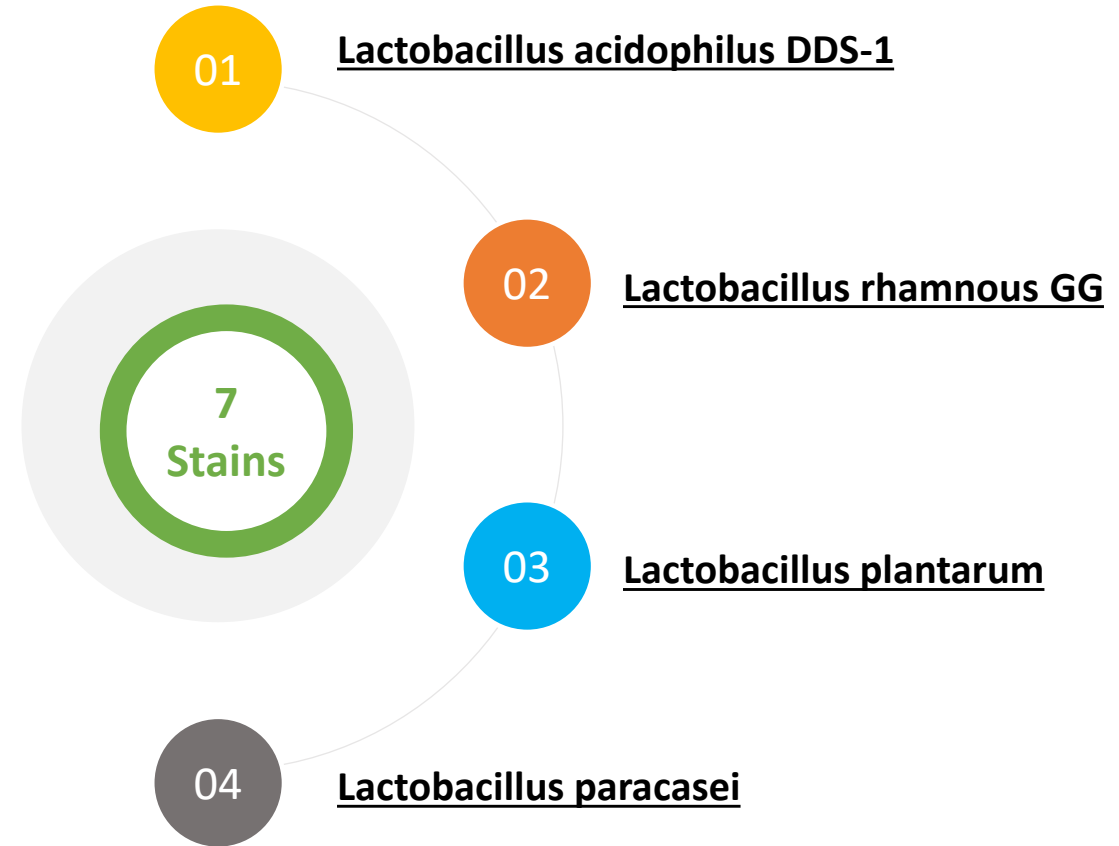 01
Lactobacillus acidophilus DDS-1
02
Lactobacillus rhamnous GG
7
Stains
03
Lactobacillus plantarum
04
Lactobacillus paracasei